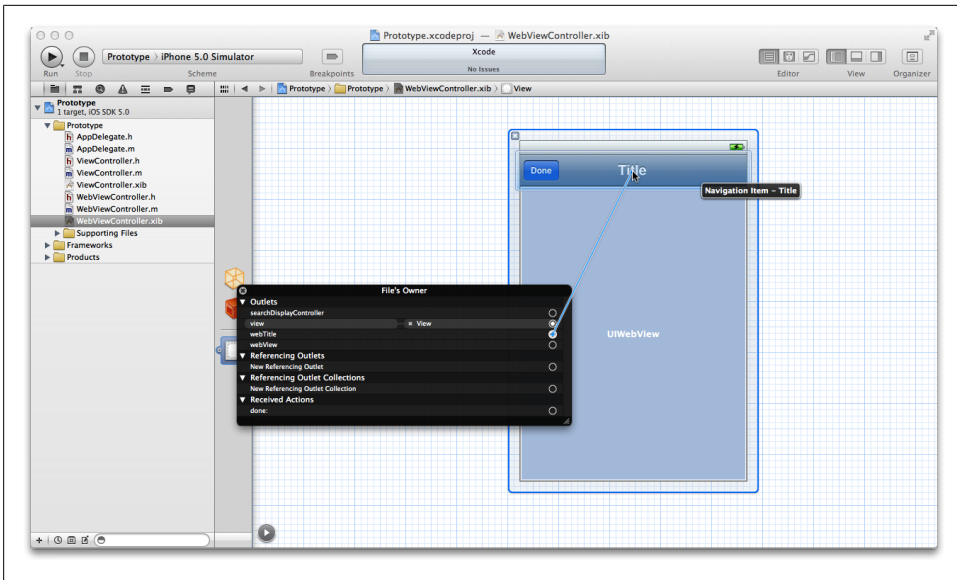 Prototype.xcodeproj — WebViewController.xib
Prototype iPhone 5.0 Simulator
Xcode
No Issues
Run Stop Scheme Breakpoints Editor View Organizer
Prototype Prototype WebViewController.xib View
Prototype
1 target, iOS SDK 5.0
Prototype
AppDelegate.h
AppDelegate.m
ViewController.h
ViewController.m
ViewController.xib
WebViewController.h
WebViewController.m
WebViewController.xib
Supporting Files
Frameworks
Products
Done Title
Navigation Item – Title
UIWebView
File's Owner
Outlets
searchDisplayController
view View
webTitle
webView
Referencing Outlets
New Referencing Outlet
Referencing Outlet Collections
New Referencing Outlet Collection
Received Actions
done: